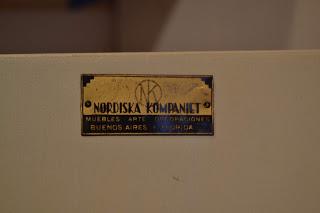 NK
NORDISKA KOMPANIET
MUEBLES ARTE DECORACIONES
BUENOS AIRES FLORIDA